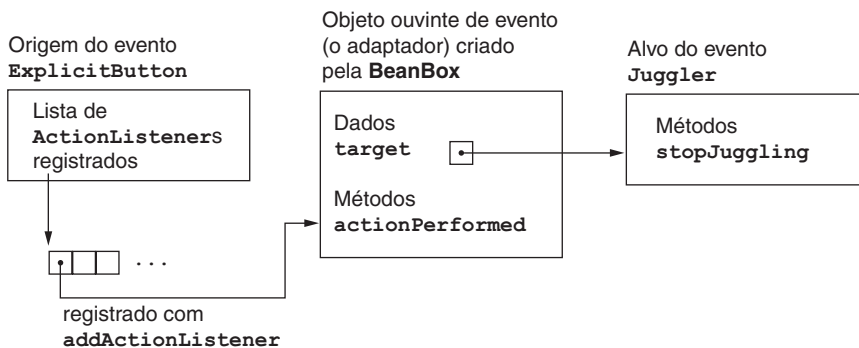 Origem do evento
ExplicitButton
Lista de
ActionListeners
registrados
. . .
registrado com
addActionListener
Objeto ouvinte de evento
(o adaptador) criado
pela BeanBox
Dados
target
Métodos
actionPerformed
Alvo do evento
Juggler
Métodos
stopJuggling